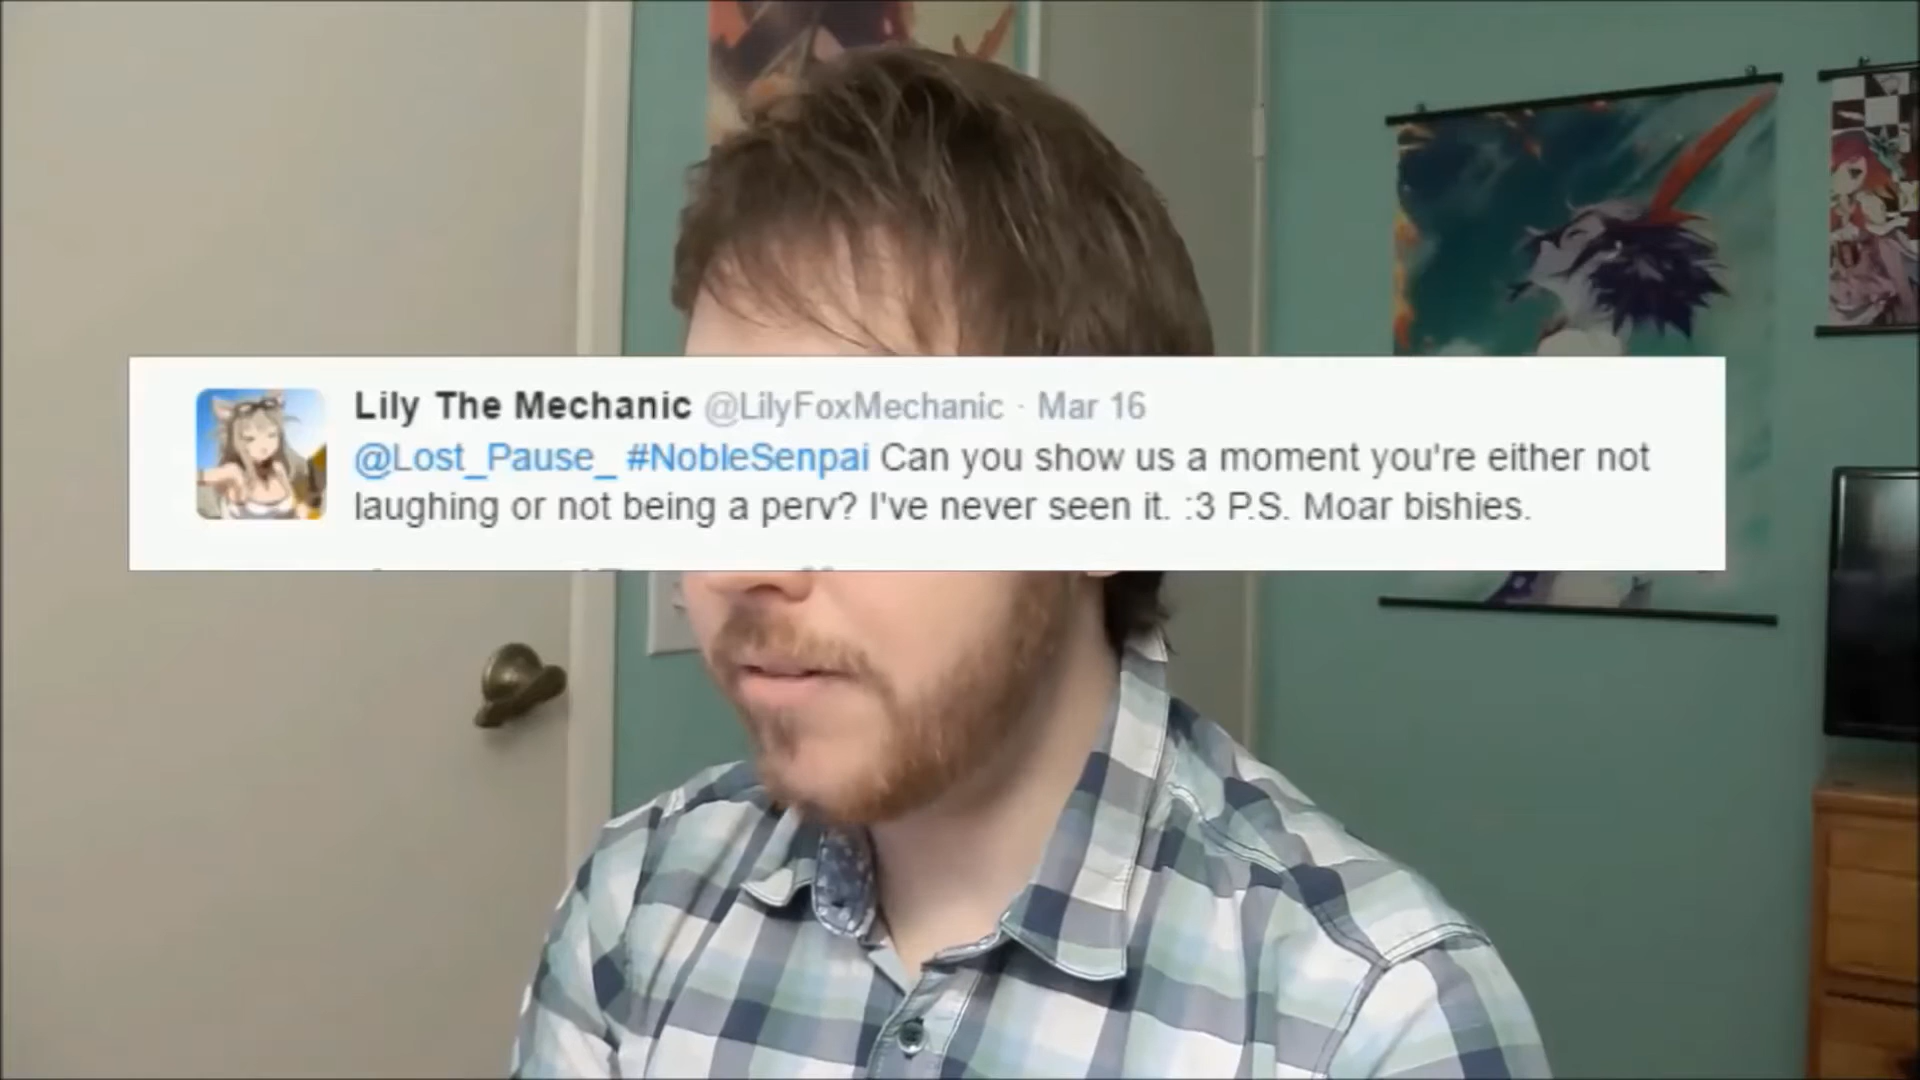 Lily The Mechanic @LilyFoxMechanic · Mar 16
@Lost_Pause_ #NobleSenpai Can you show us a moment you're either not
laughing or not being a perv? I've never seen it. :3 P.S. Moar bishies.